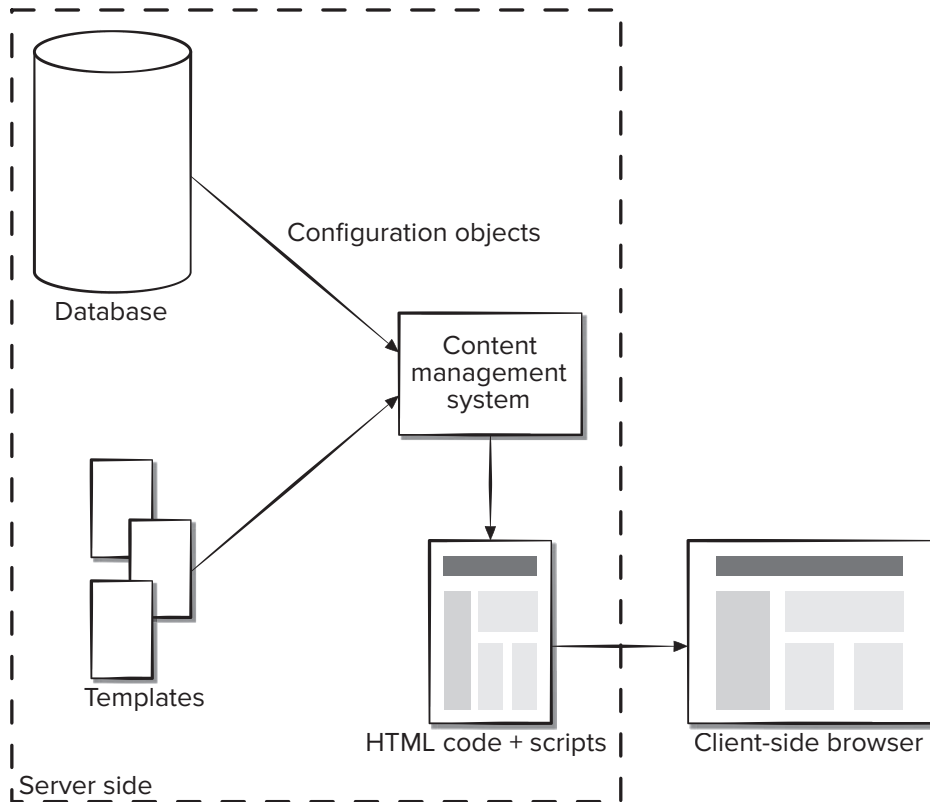 Configuration objects
Database
Content
management
system
Templates
HTML code + scripts
Client-side browser
Server side